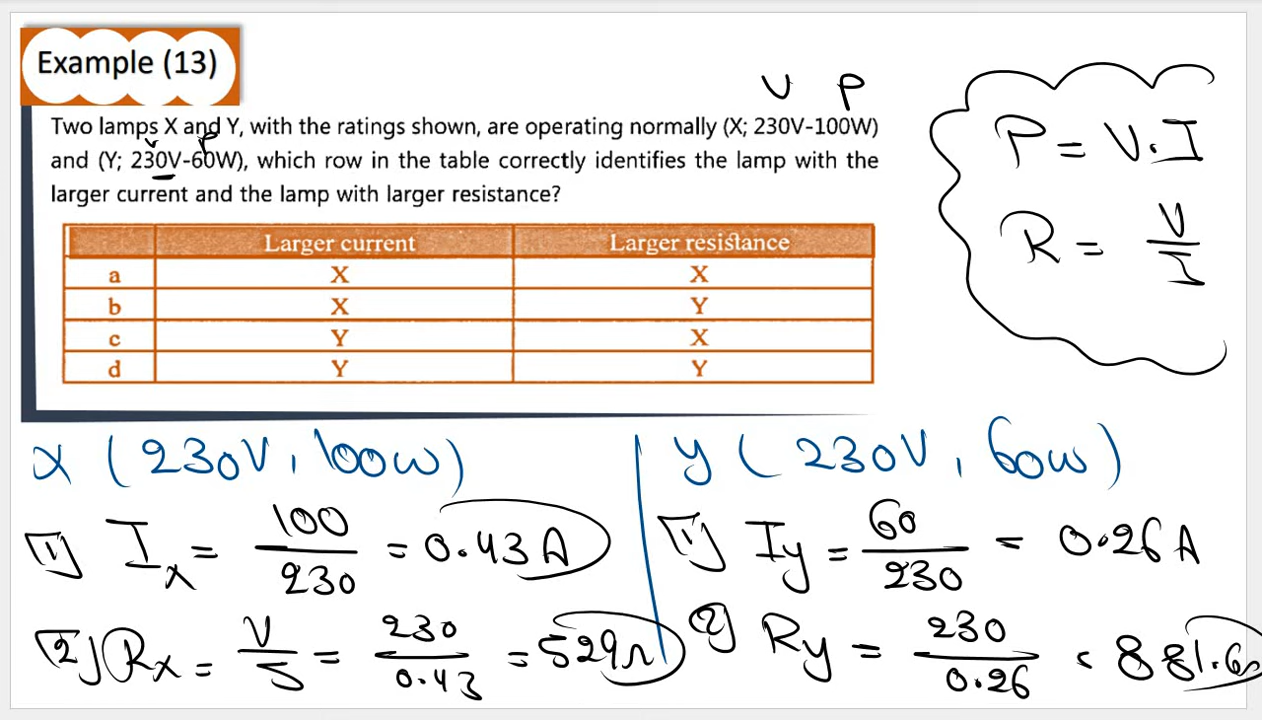 Example (13)
V P
Two lamps X and Y, with the ratings shown, are operating normally (X; 230V-100W)
V P
and (Y; 230V-60W), which row in the table correctly identifies the lamp with the
larger current and the lamp with larger resistance?
Larger current Larger resistance
a X X
b X Y
c Y X
d Y Y
P = V.I
R = V/I
x (230V, 100w)
(1) Ix = 100/230 = 0.43 A
(2) Rx = V/I = 230/0.43 = 529Ω
y (230V, 60w)
(1) Iy = 60/230 = 0.26 A
(2) Ry = 230/0.26 = 881.6